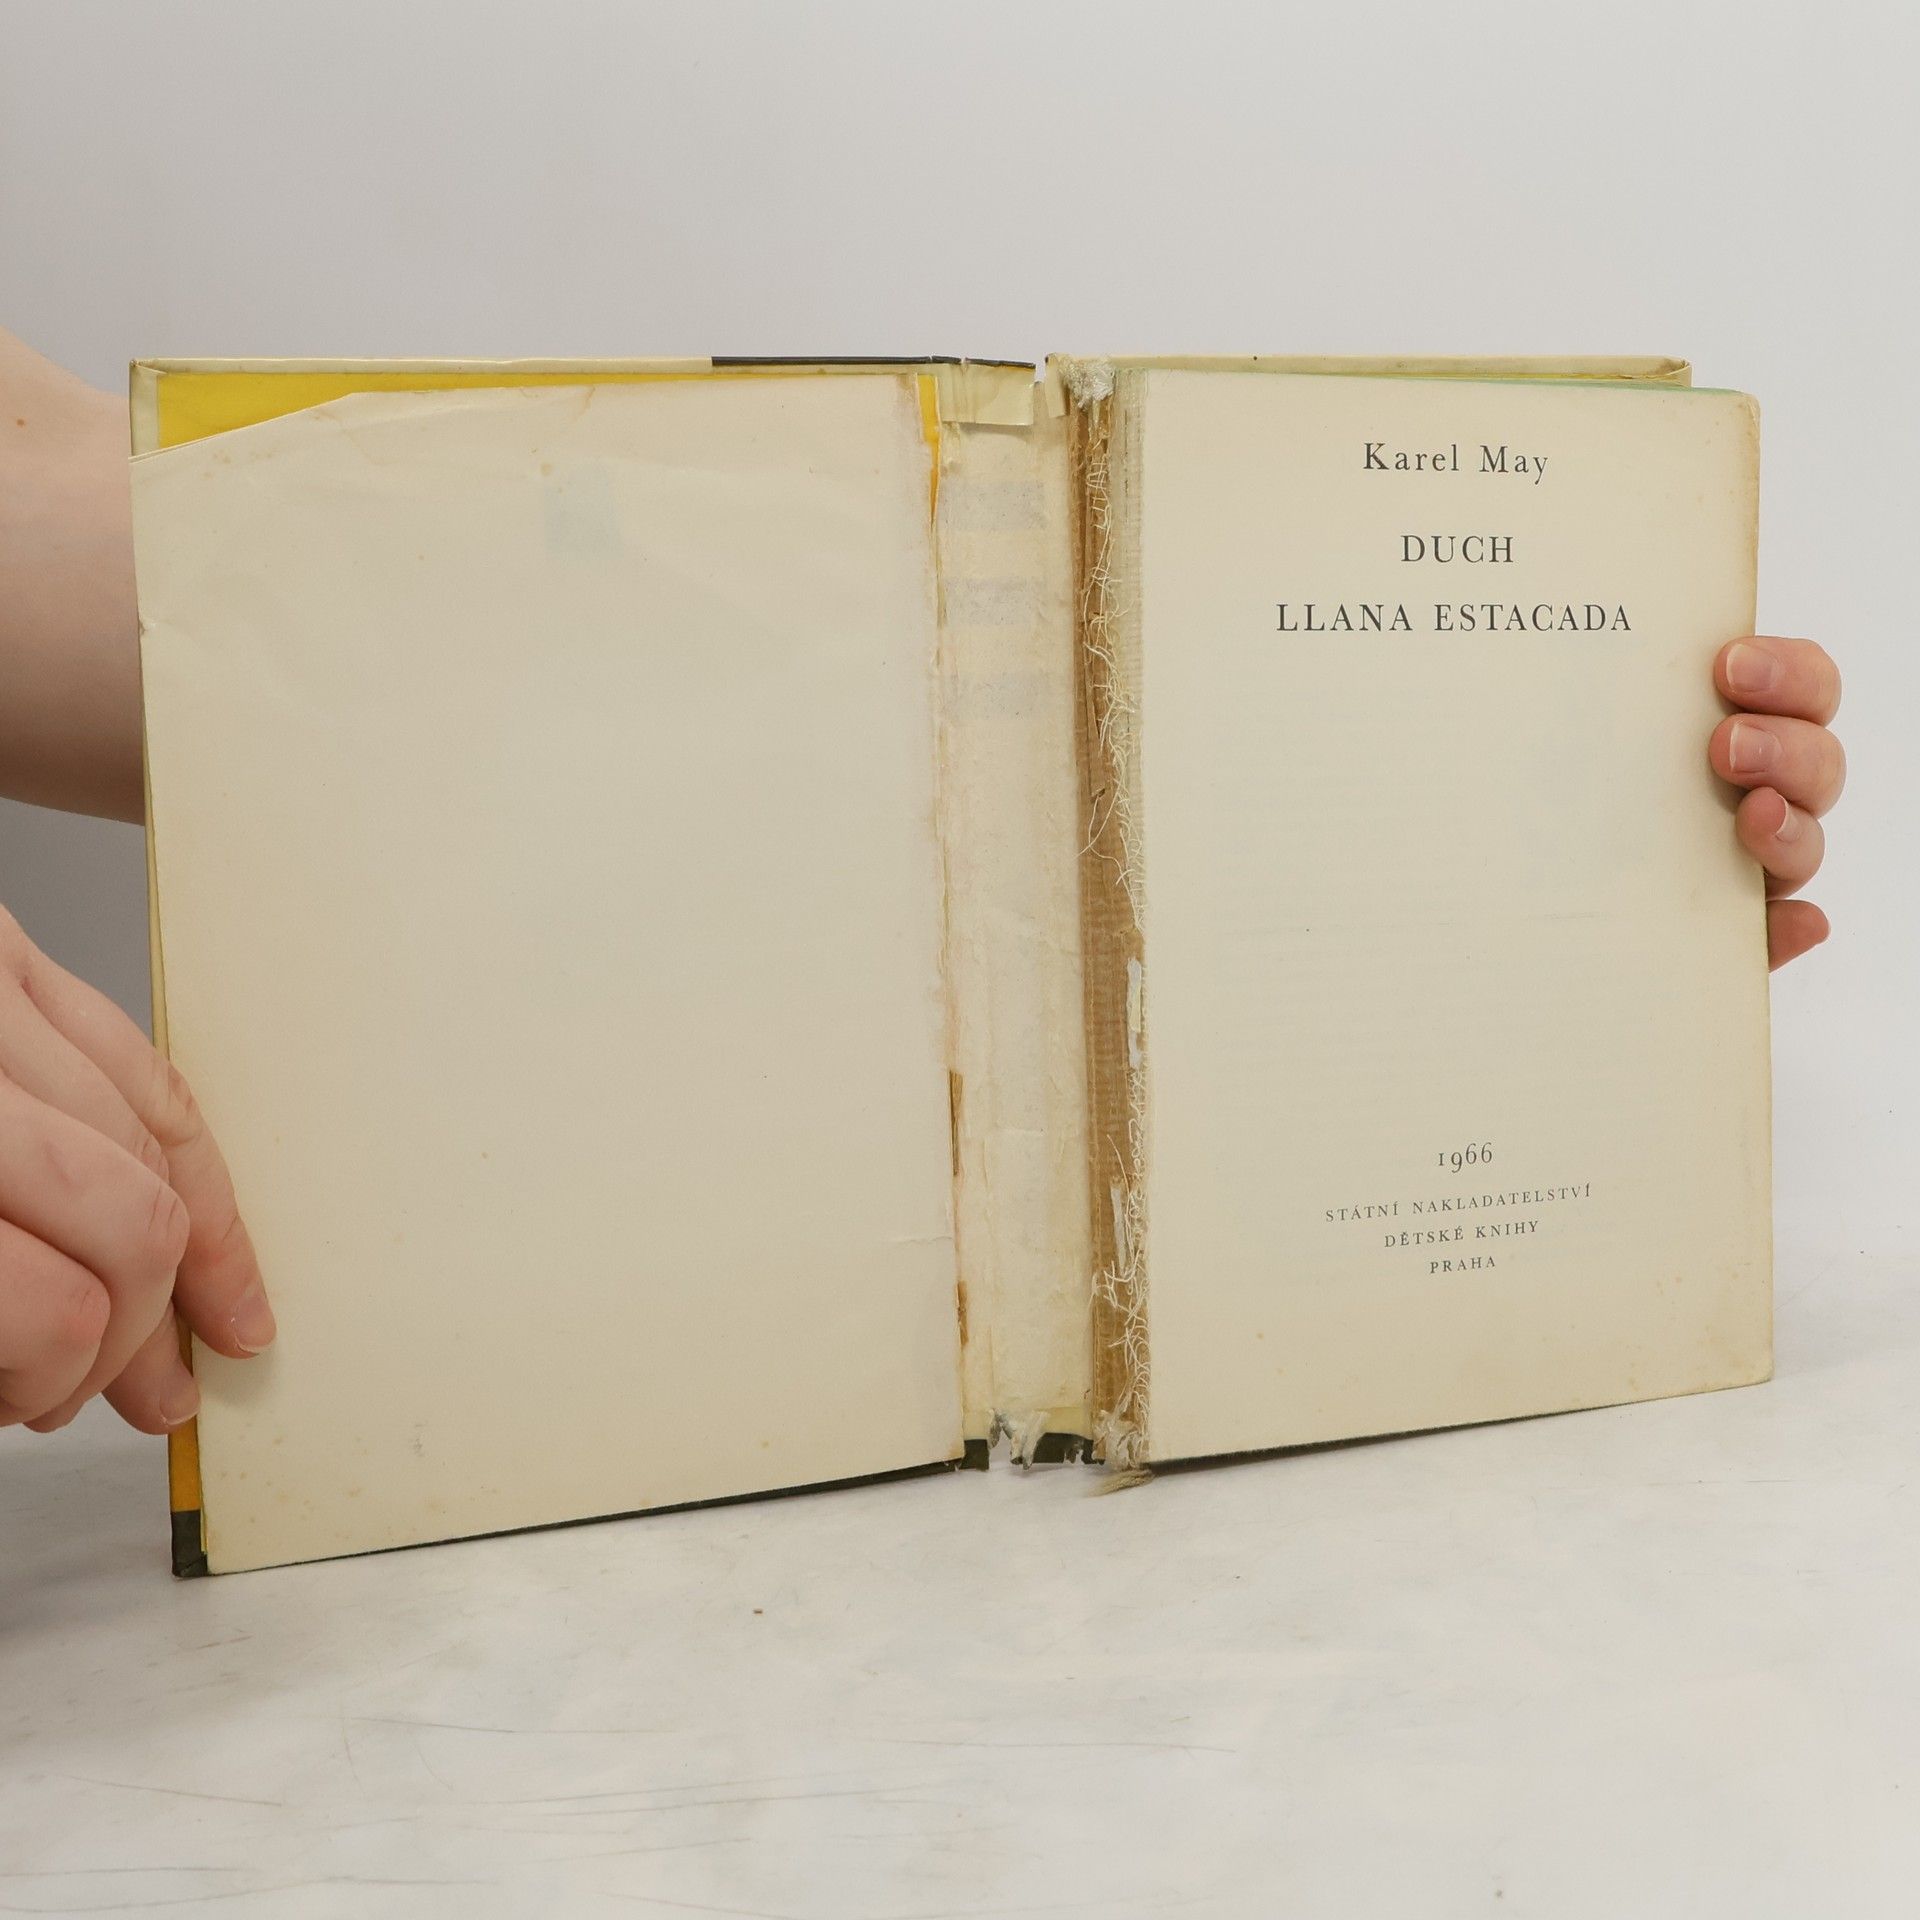 Karel May
DUCH
LLANA ESTACADA
1966
STÁTNÍ NAKLADATELSTVÍ
DĚTSKÉ KNIHY
PRAHA